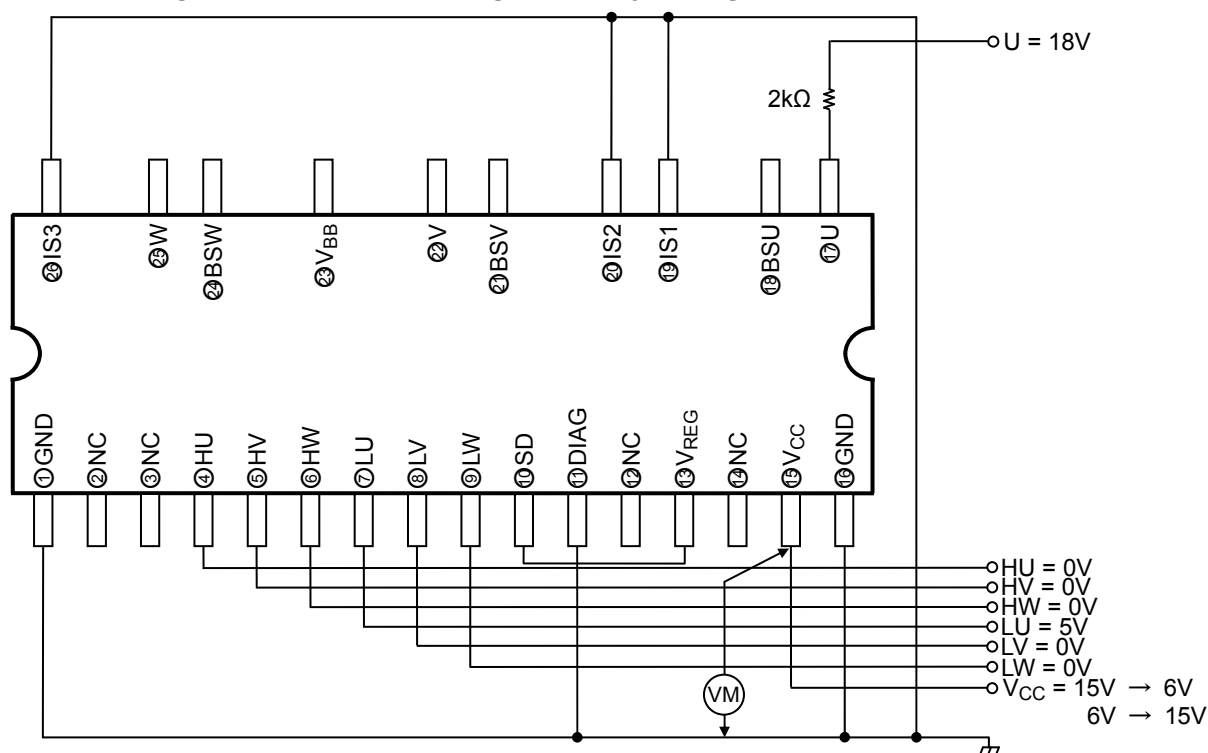 U = 18V
2kΩ
㉖IS3
㉕W
㉔BSW
㉓VBB
㉒V
㉑BSV
⑳IS2
⑲IS1
⑱BSU
⑰U
①GND
②NC
③NC
④HU
⑤HV
⑥HW
⑦LU
⑧LV
⑨LW
⑩SD
⑪DIAG
⑫NC
⑬VREG
⑭NC
⑮VCC
⑯GND
HU = 0V
HV = 0V
HW = 0V
LU = 5V
LV = 0V
LW = 0V
VM
VCC = 15V → 6V
6V → 15V